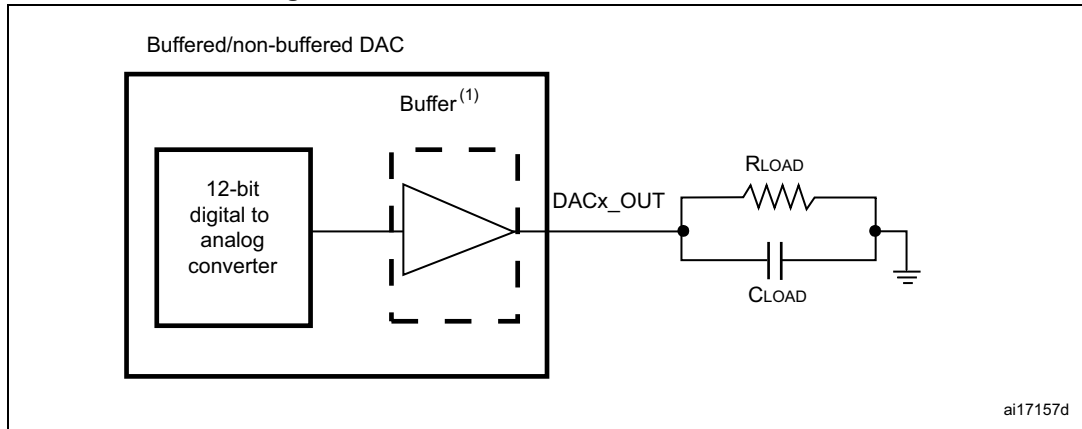 Buffered/non-buffered DAC
Buffer(1)
12-bit
digital to
analog
converter
DACx_OUT
RLOAD
CLOAD
ai17157d